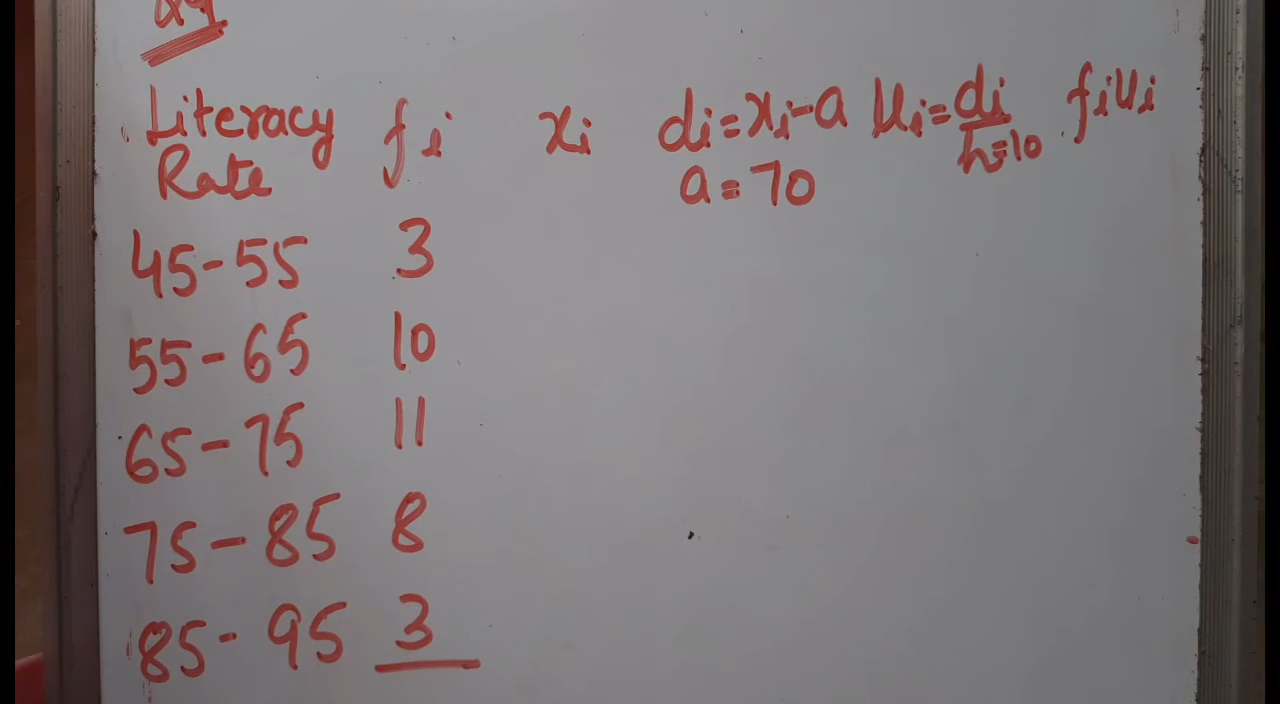 Literacy Rate fi xi di=xi-a ui=di/h=10 fiui
a=70
45-55 3
55-65 10
65-75 11
75-85 8
85-95 3